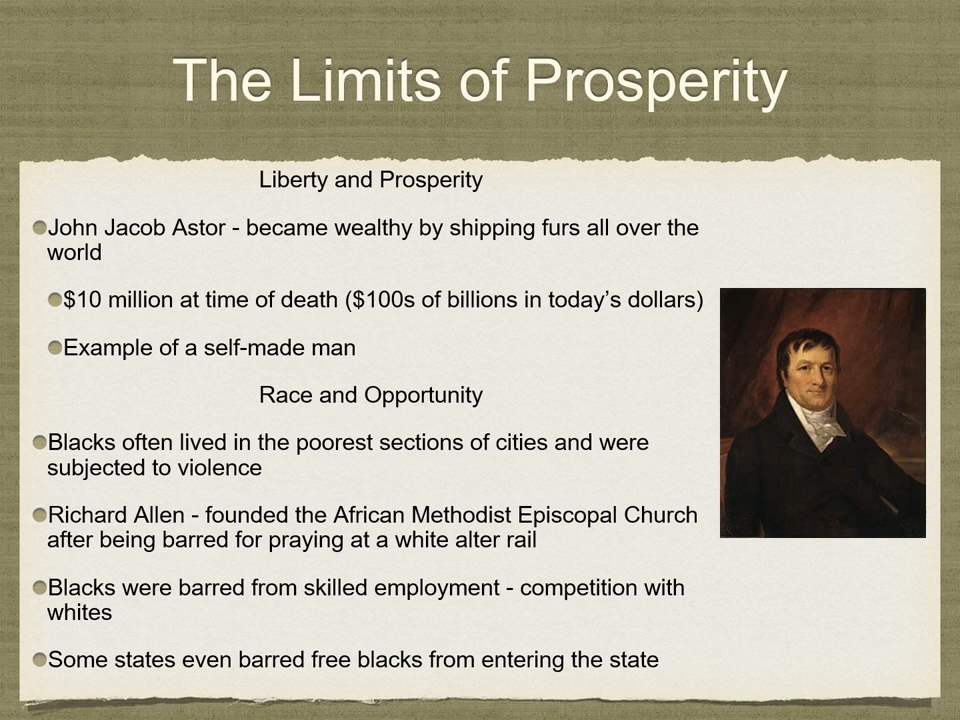 The Limits of Prosperity
Liberty and Prosperity
John Jacob Astor - became wealthy by shipping furs all over the
world
$10 million at time of death ($100s of billions in today’s dollars)
Example of a self-made man
Race and Opportunity
Blacks often lived in the poorest sections of cities and were
subjected to violence
Richard Allen - founded the African Methodist Episcopal Church
after being barred for praying at a white alter rail
Blacks were barred from skilled employment - competition with
whites
Some states even barred free blacks from entering the state